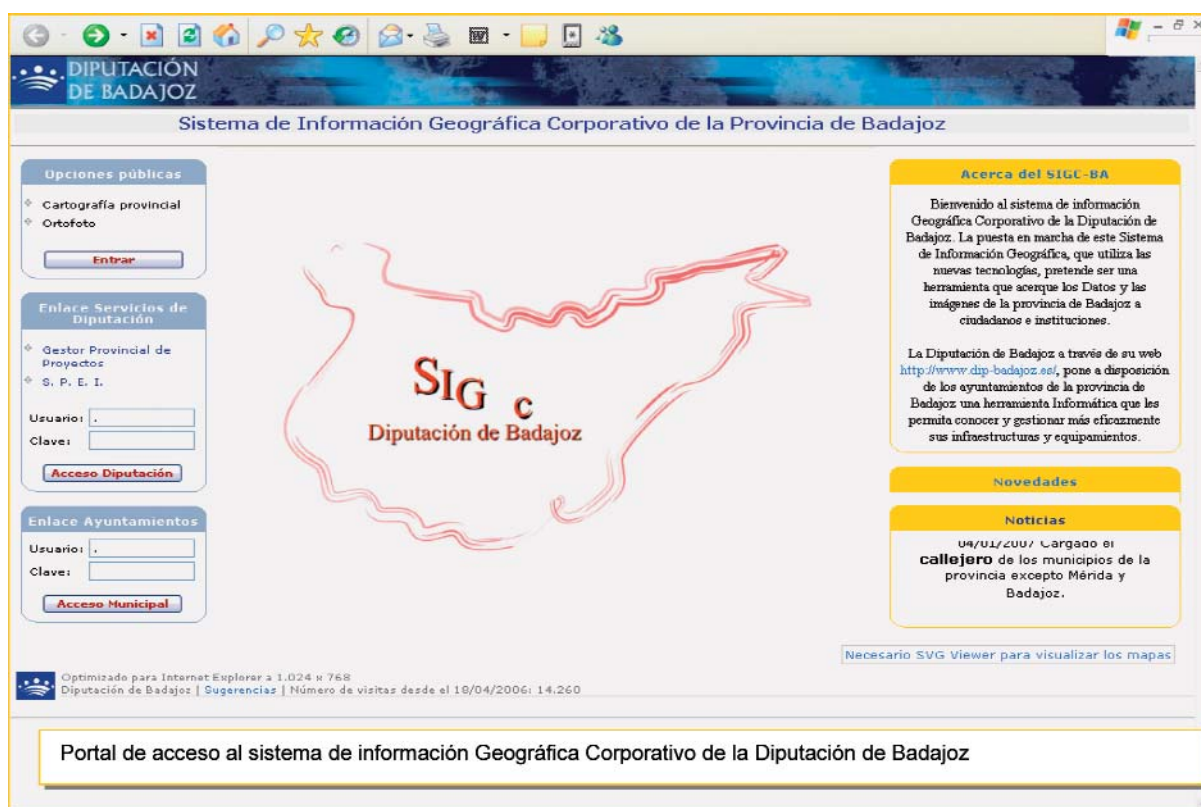 DIPUTACIÓN
DE BADAJOZ
Sistema de Información Geográfica Corporativo de la Provincia de Badajoz
Opciones públicas
Cartografía provincial
Ortofoto
Entrar
Enlace Servicios de
Diputación
Gestor Provincial de
Proyectos
S. P. E. I.
Usuario: .
Clave:
Acceso Diputación
Enlace Ayuntamientos
Usuario: .
Clave:
Acceso Municipal
SIG c
Diputación de Badajoz
Acerca del SIGC-BA
Bienvenido al sistema de información
Geográfica Corporativo de la Diputación de
Badajoz. La puesta en marcha de este Sistema
de Información Geográfica, que utiliza las
nuevas tecnologías, pretende ser una
herramienta que acerque los Datos y las
imágenes de la provincia de Badajoz a
ciudadanos e instituciones.
La Diputación de Badajoz a través de su web
http://www.dip-badajoz.es/, pone a disposición
de los ayuntamientos de la provincia de
Badajoz una herramienta Informática que les
permita conocer y gestionar más eficazmente
sus infraestructuras y equipamientos.
Novedades
Noticias
04/01/2007 Cargado el
callejero de los municipios de la
provincia excepto Mérida y
Badajoz.
Necesario SVG Viewer para visualizar los mapas
Optimizado para Internet Explorer a 1.024 x 768
Diputación de Badajoz | Sugerencias | Número de visitas desde el 18/04/2006: 14.260
Portal de acceso al sistema de información Geográfica Corporativo de la Diputación de Badajoz